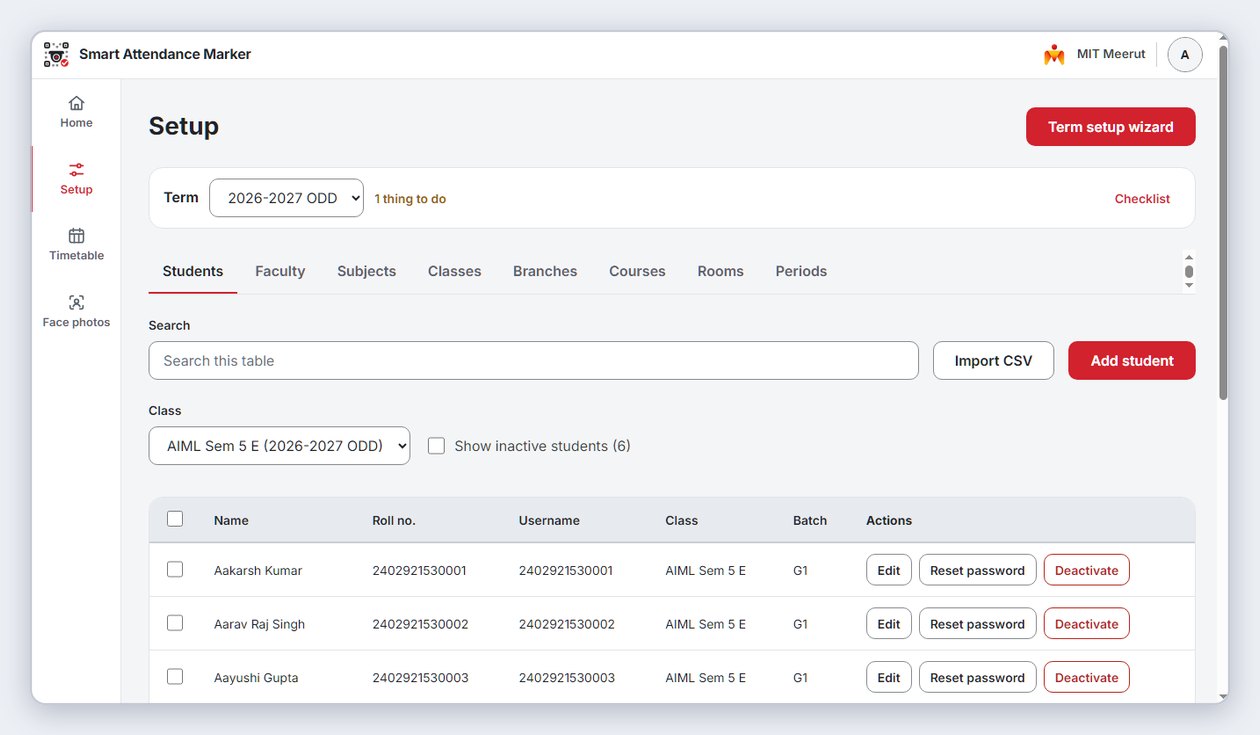 Smart Attendance Marker
MIT Meerut
A
Home
Setup
Timetable
Face photos
Setup
Term setup wizard
Term 2026-2027 ODD 1 thing to do Checklist
Students Faculty Subjects Classes Branches Courses Rooms Periods
Search
Search this table Import CSV Add student
Class
AIML Sem 5 E (2026-2027 ODD) Show inactive students (6)
Name Roll no. Username Class Batch Actions
Aakarsh Kumar 2402921530001 2402921530001 AIML Sem 5 E G1 Edit Reset password Deactivate
Aarav Raj Singh 2402921530002 2402921530002 AIML Sem 5 E G1 Edit Reset password Deactivate
Aayushi Gupta 2402921530003 2402921530003 AIML Sem 5 E G1 Edit Reset password Deactivate